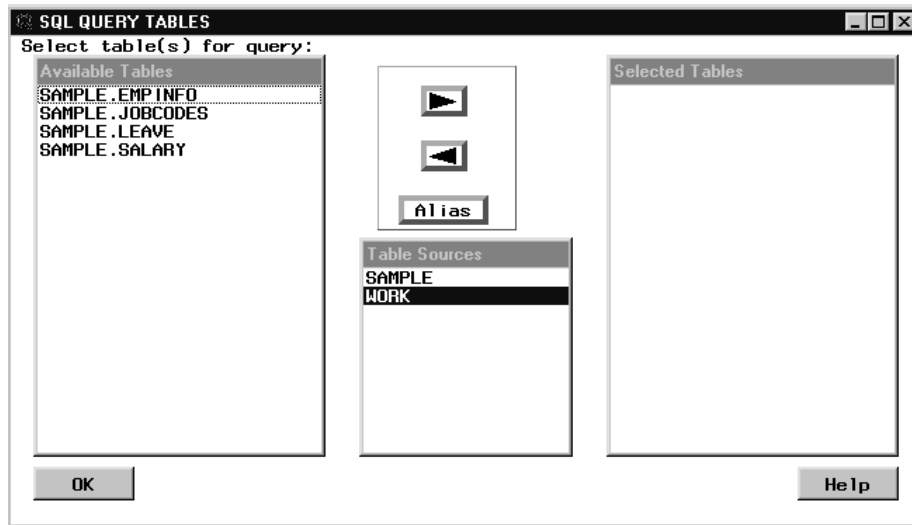 SQL QUERY TABLES
Select table(s) for query:
Available Tables
SAMPLE.EMPINFO
SAMPLE.JOBCODES
SAMPLE.LEAVE
SAMPLE.SALARY
Alias
Table Sources
SAMPLE
WORK
Selected Tables
OK
Help